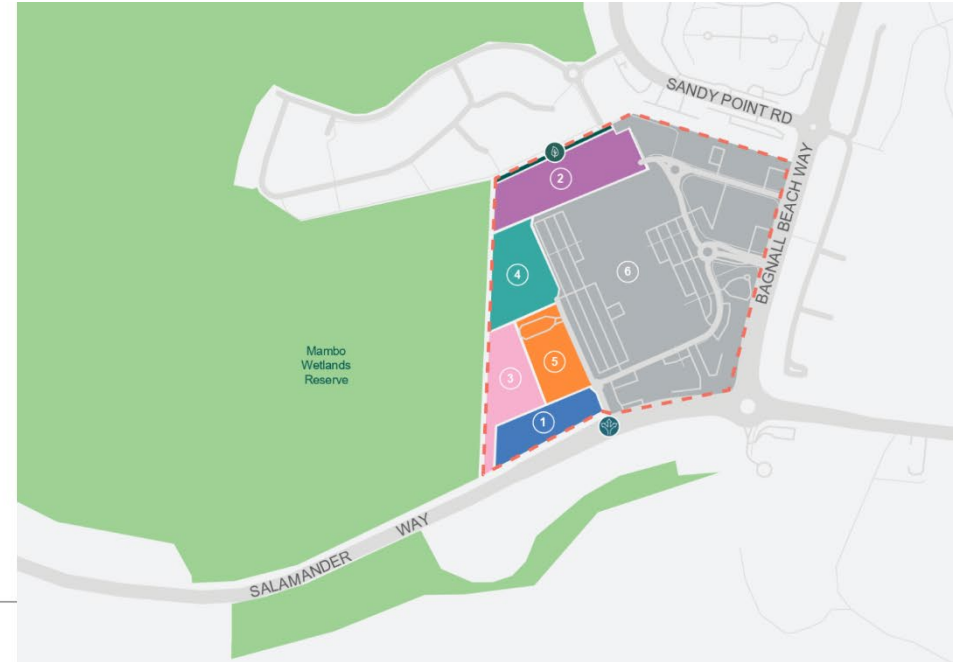 SANDY POINT RD
BAGNALL BEACH WAY
2
4
6
Mambo
Wetlands
Reserve
3
5
1
SALAMANDER WAY